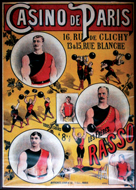 CASINO DE PARIS
16, RUE DE CLICHY
13 & 15, RUE BLANCHE
RASSO